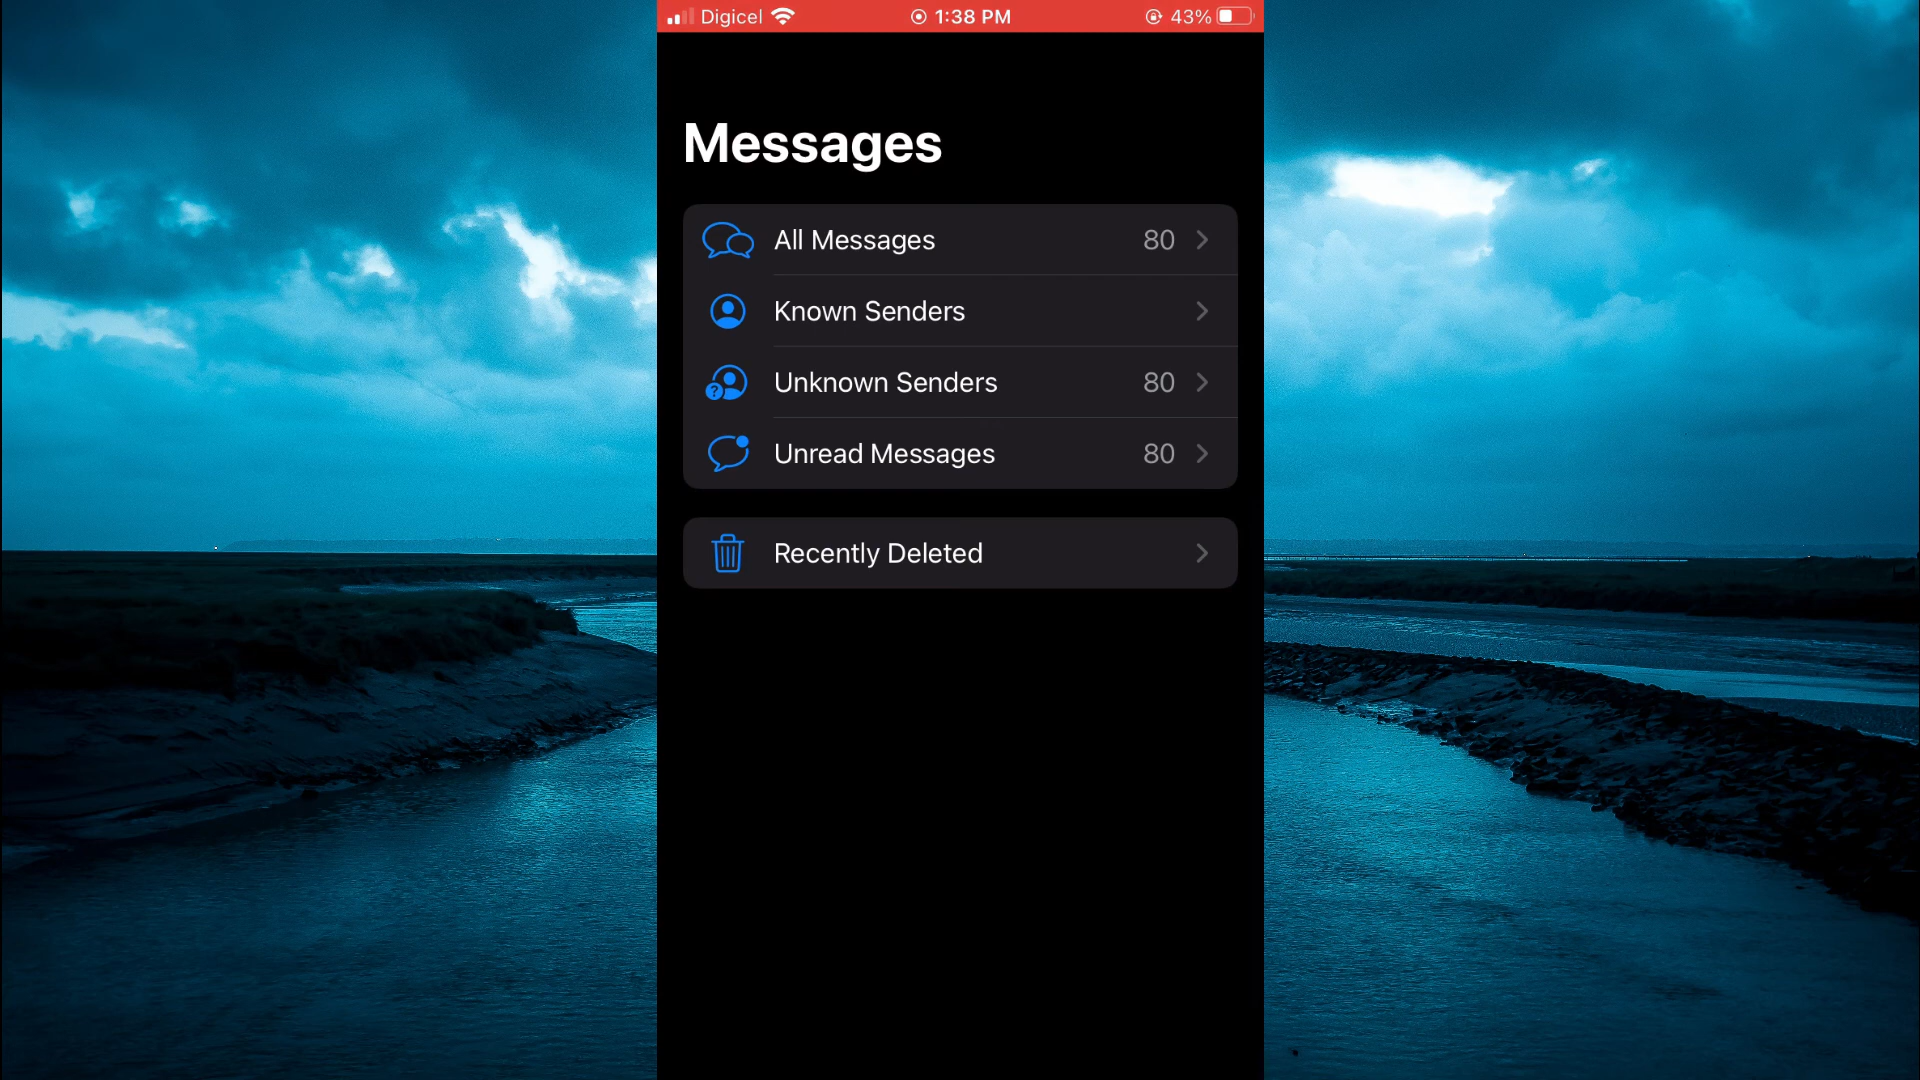 Digicel 1:38 PM 43%
Messages
All Messages 80
Known Senders
Unknown Senders 80
Unread Messages 80
Recently Deleted